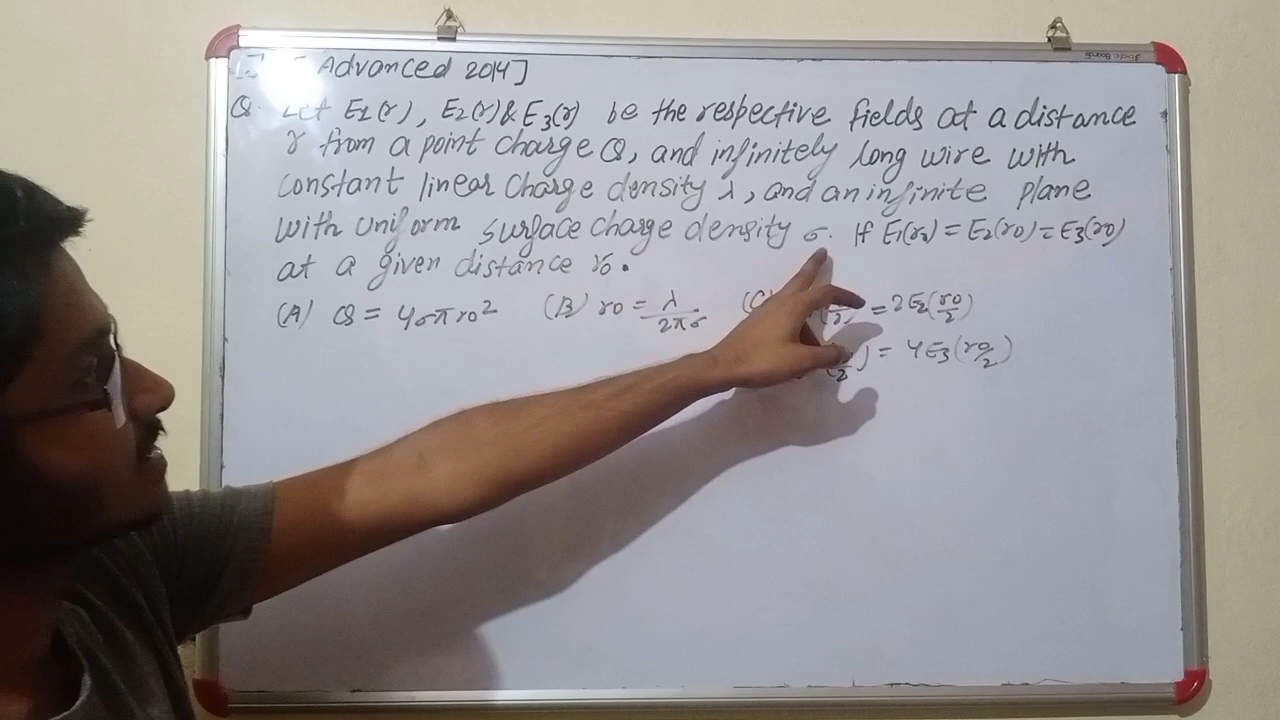 Advanced 2014]
Q. Let E1(r), E2(r) & E3(r) be the respective fields at a distance
r from a point charge Q, and infinitely long wire with
constant linear charge density λ, and an infinite plane
with uniform surface charge density σ. If E1(r0) = E2(r0) = E3(r0)
at a given distance r0.
(A) Q = 4σπr0² (B) r0 = λ/2πσ (C) = 2E2(r0/2)
= 4E3(r0/2)